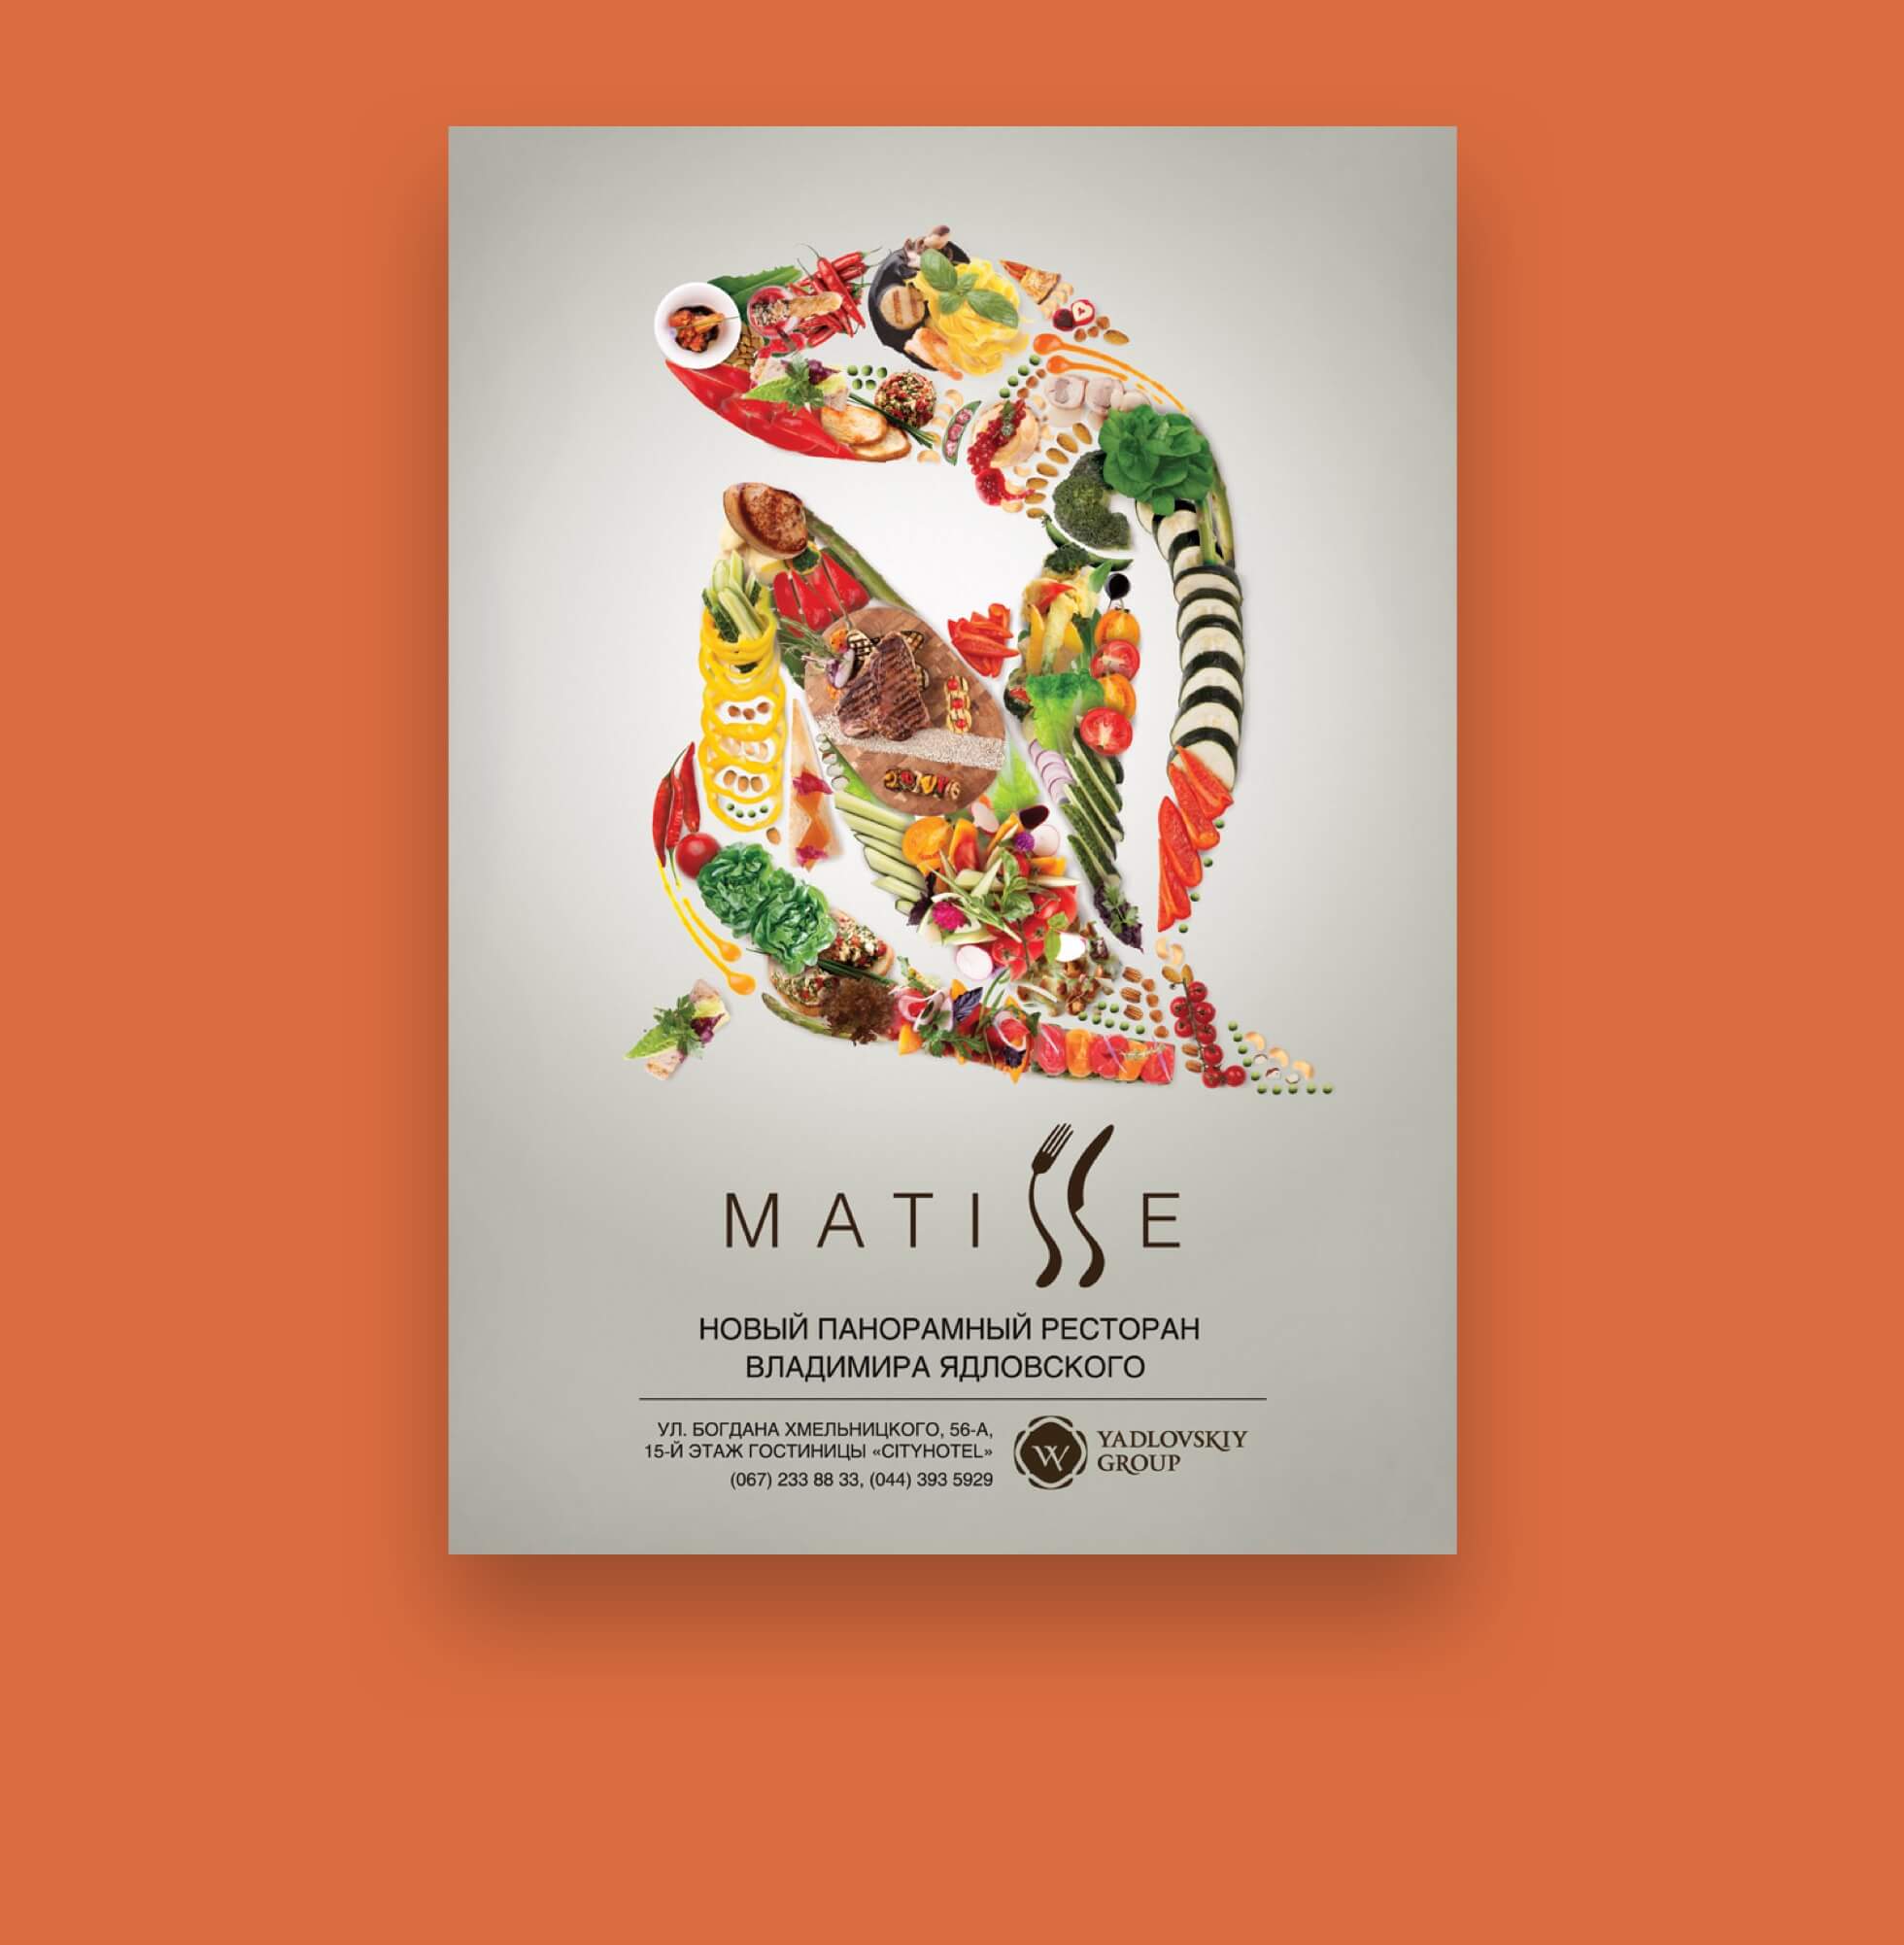 MATISSE
НОВЫЙ ПАНОРАМНЫЙ РЕСТОРАН
ВЛАДИМИРА ЯДЛОВСКОГО
УЛ. БОГДАНА ХМЕЛЬНИЦКОГО, 56-А,
15-Й ЭТАЖ ГОСТИНИЦЫ «CITYHOTEL»
(067) 233 88 33, (044) 393 5929
YADLOVSKIY
GROUP